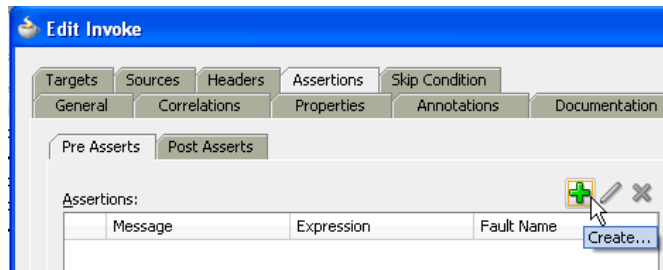 Edit Invoke
Targets Sources Headers Assertions Skip Condition
General Correlations Properties Annotations Documentation
Pre Asserts Post Asserts
Assertions:
Message Expression Fault Name
Create...